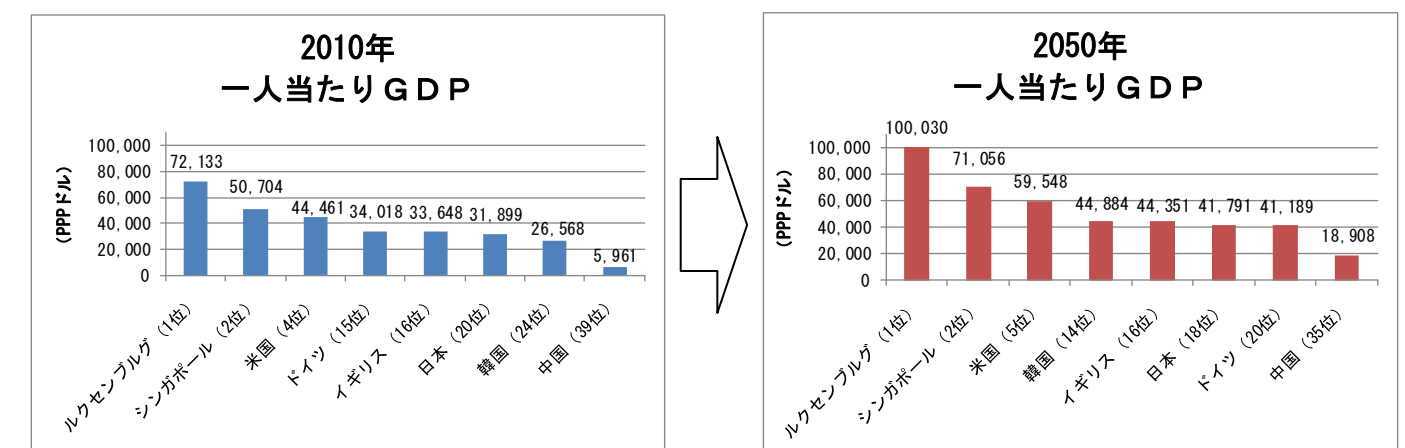 2010年
一人当たりＧＤＰ
(PPPドル)
100,000
80,000
60,000
40,000
20,000
0
72,133
50,704
44,461
34,018
33,648
31,899
26,568
5,961
ルクセンブルグ（1位）
シンガポール（2位）
米国（4位）
ドイツ（15位）
イギリス（16位）
日本（20位）
韓国（24位）
中国（39位）
2050年
一人当たりＧＤＰ
(PPPドル)
100,000
80,000
60,000
40,000
20,000
0
100,030
71,056
59,548
44,884
44,351
41,791
41,189
18,908
ルクセンブルグ（1位）
シンガポール（2位）
米国（5位）
韓国（14位）
イギリス（16位）
日本（18位）
ドイツ（20位）
中国（35位）